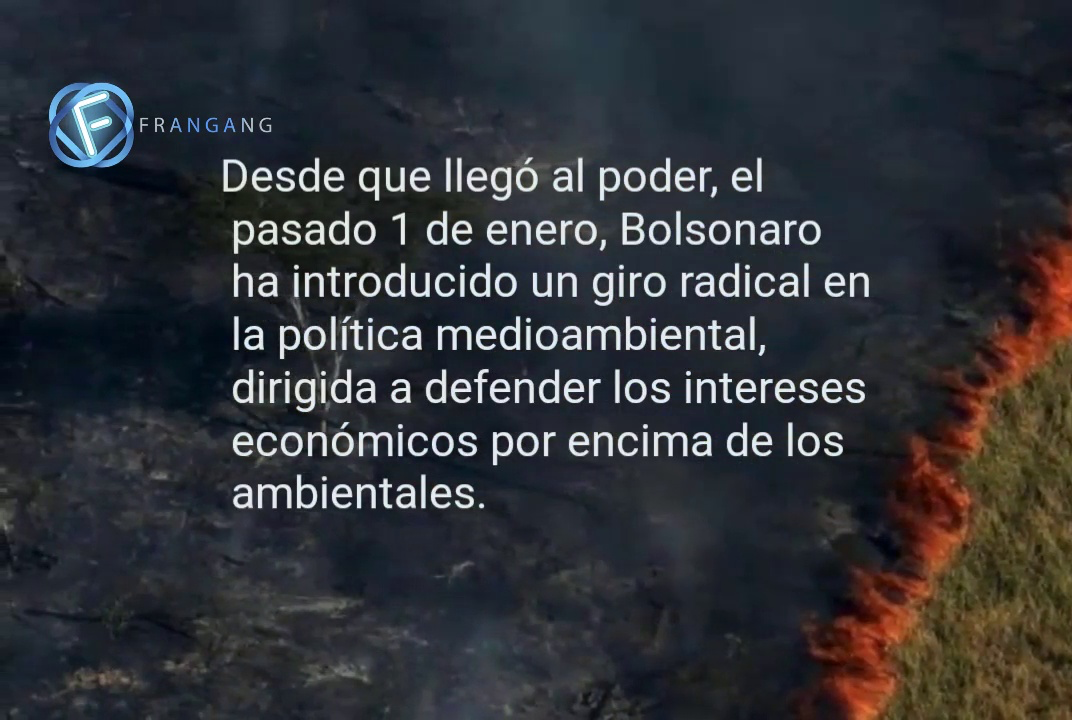 FRANGANG
Desde que llegó al poder, el
pasado 1 de enero, Bolsonaro
ha introducido un giro radical en
la política medioambiental,
dirigida a defender los intereses
económicos por encima de los
ambientales.